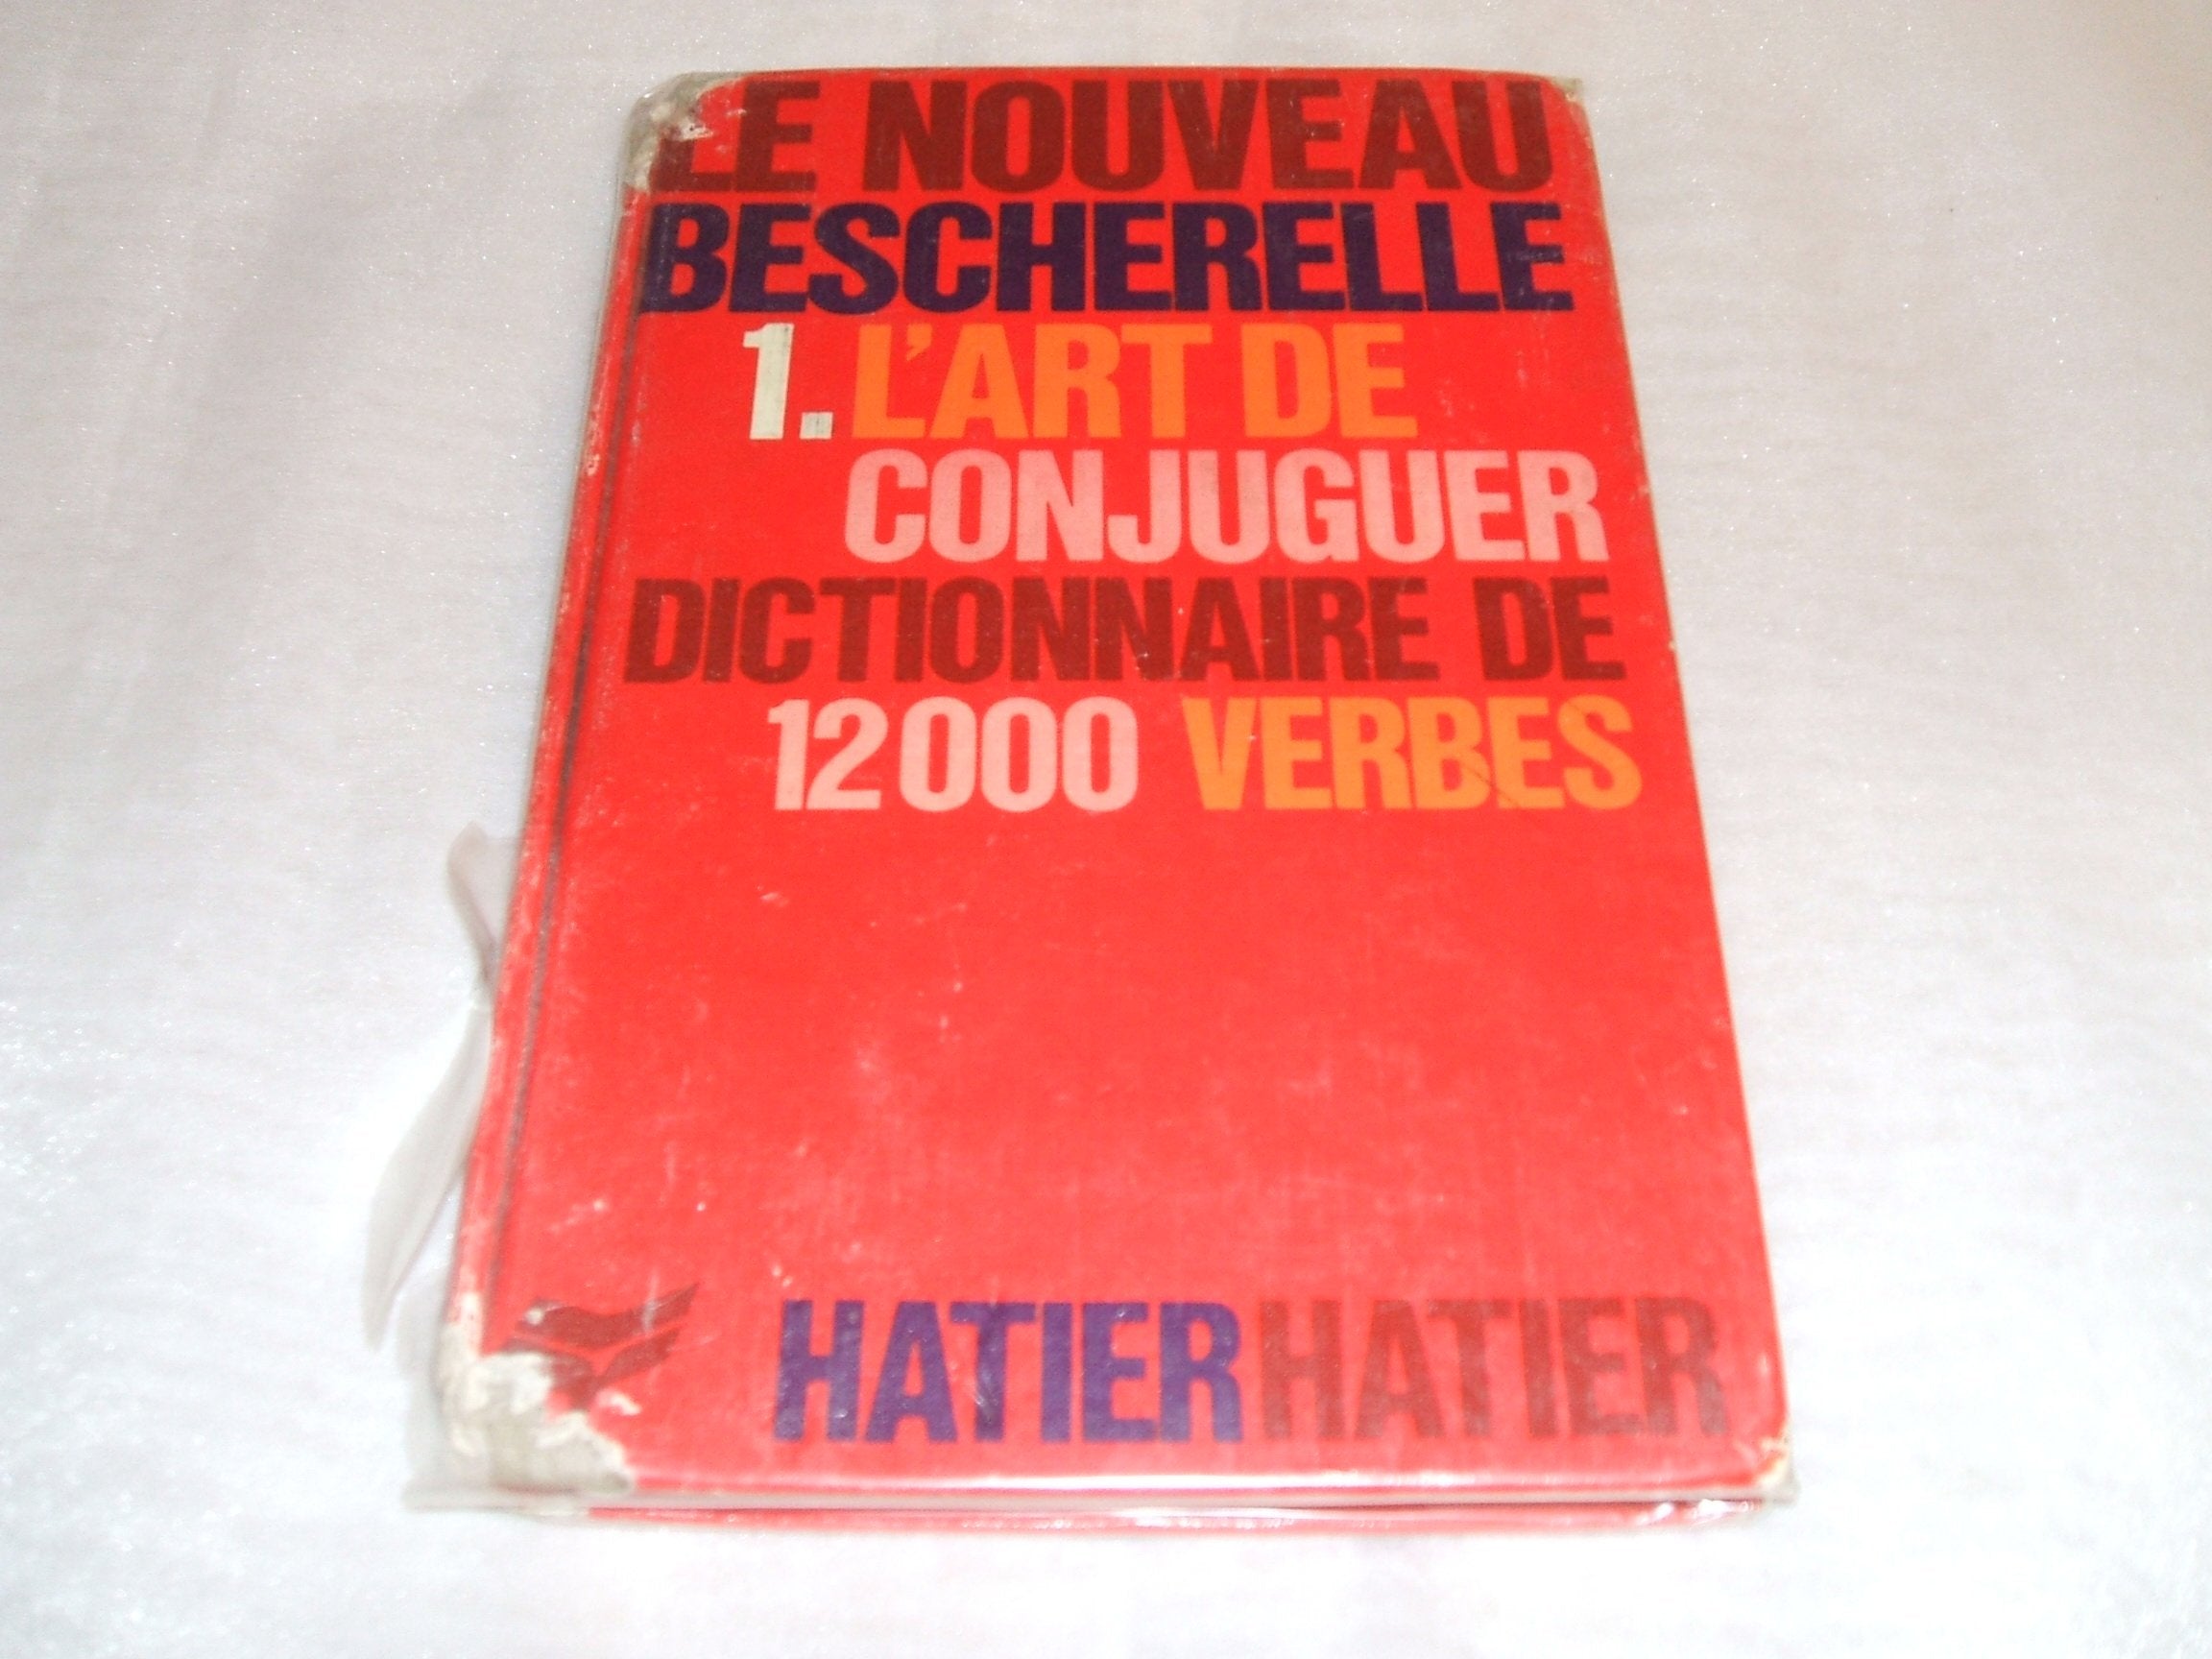 LE NOUVEAU
BESCHERELLE
1. L'ART DE
CONJUGUER
DICTIONNAIRE DE
12000 VERBES
HATIER HATIER